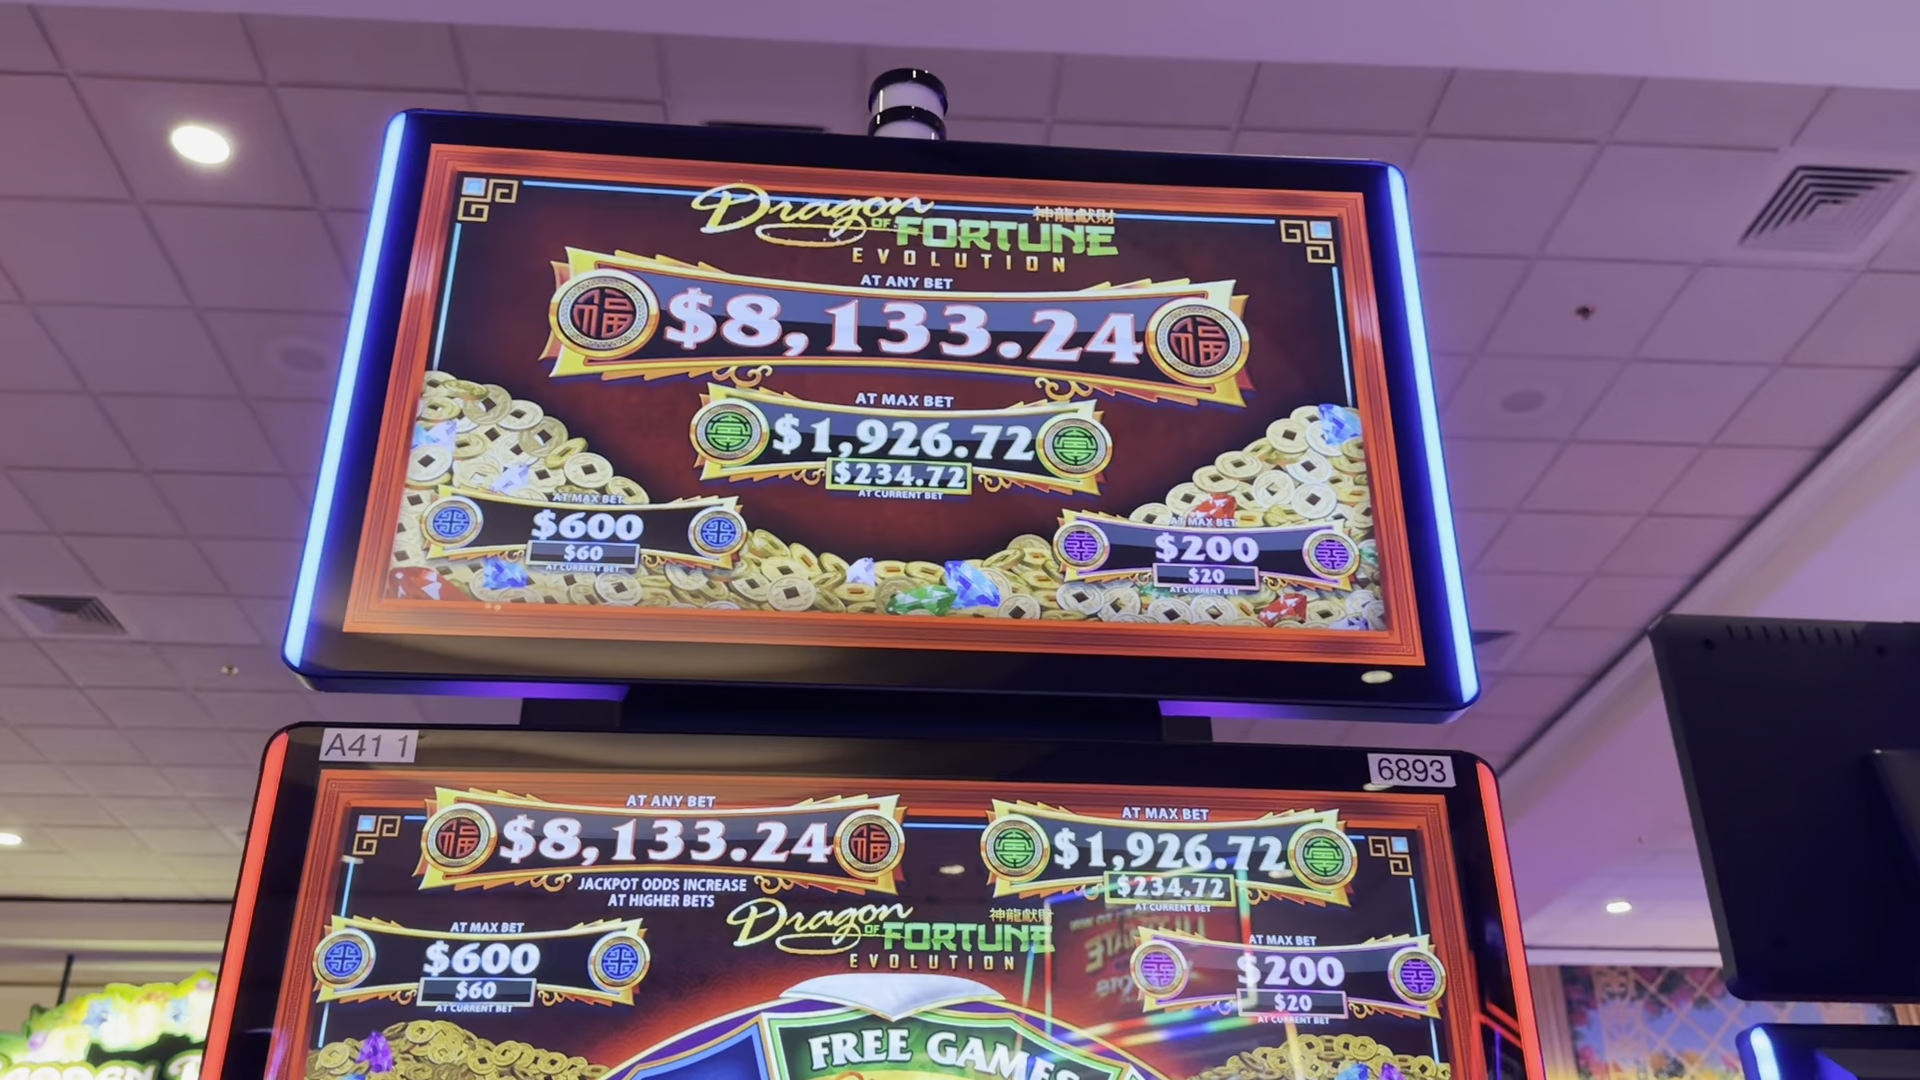 Dragon OF FORTUNE 神龍獻財
EVOLUTION
AT ANY BET
福 $8,133.24 福
AT MAX BET
$1,926.72
$234.72
AT CURRENT BET
AT MAX BET
$600
$60
AT CURRENT BET
AT MAX BET
$200
$20
AT CURRENT BET
A41 1
6893
AT ANY BET
福 $8,133.24 福
JACKPOT ODDS INCREASE
AT HIGHER BETS
AT MAX BET
$1,926.72
$234.72
AT CURRENT BET
Dragon OF FORTUNE 神龍獻財
EVOLUTION
AT MAX BET
$600
$60
AT CURRENT BET
AT MAX BET
$200
$20
AT CURRENT BET
FREE GAMES